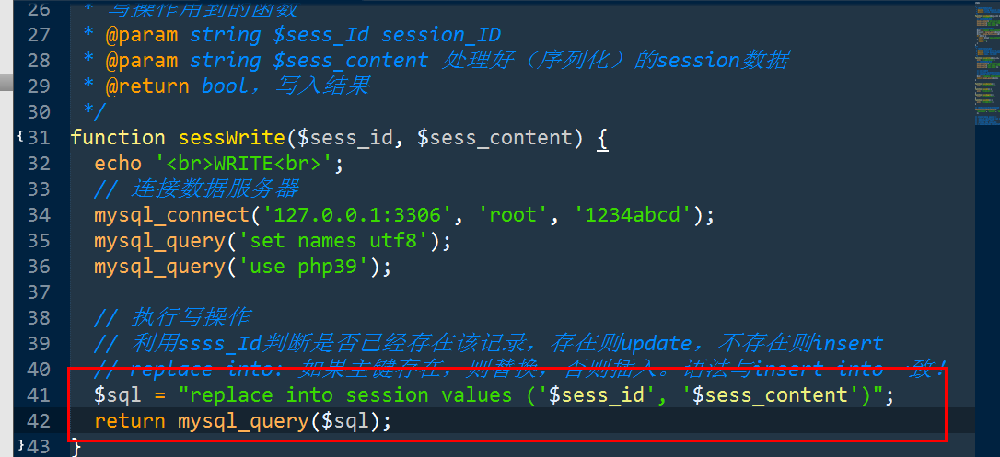 26 * 写操作用到的函数
27 * @param string $sess_Id session_ID
28 * @param string $sess_content 处理好（序列化）的session数据
29 * @return bool，写入结果
30 */
31 function sessWrite($sess_id, $sess_content) {
32 echo '<br>WRITE<br>';
33 // 连接数据服务器
34 mysql_connect('127.0.0.1:3306', 'root', '1234abcd');
35 mysql_query('set names utf8');
36 mysql_query('use php39');
37
38 // 执行写操作
39 // 利用ssss_Id判断是否已经存在该记录，存在则update，不存在则insert
40 // replace into: 如果主键存在，则替换，否则插入。语法与insert into一致！
41 $sql = "replace into session values ('$sess_id', '$sess_content')";
42 return mysql_query($sql);
43 }